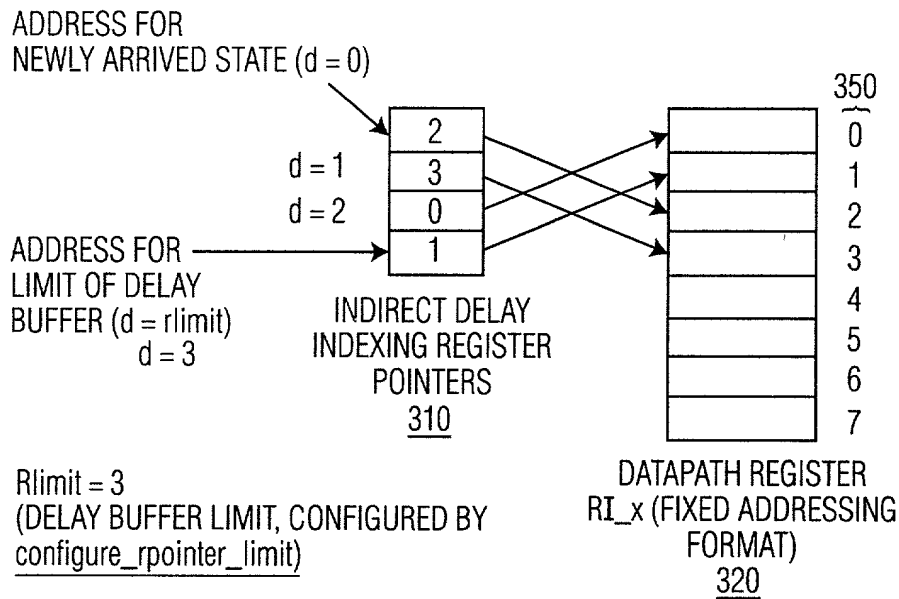 ADDRESS FOR
NEWLY ARRIVED STATE (d = 0)
350
2
0
d = 1
3
1
d = 2
0
2
ADDRESS FOR
1
3
LIMIT OF DELAY
BUFFER (d = rlimit)
d = 3
4
5
6
7
INDIRECT DELAY
INDEXING REGISTER
POINTERS
310
DATAPATH REGISTER
RI_x (FIXED ADDRESSING
FORMAT)
320
Rlimit = 3
(DELAY BUFFER LIMIT, CONFIGURED BY
configure_rpointer_limit)